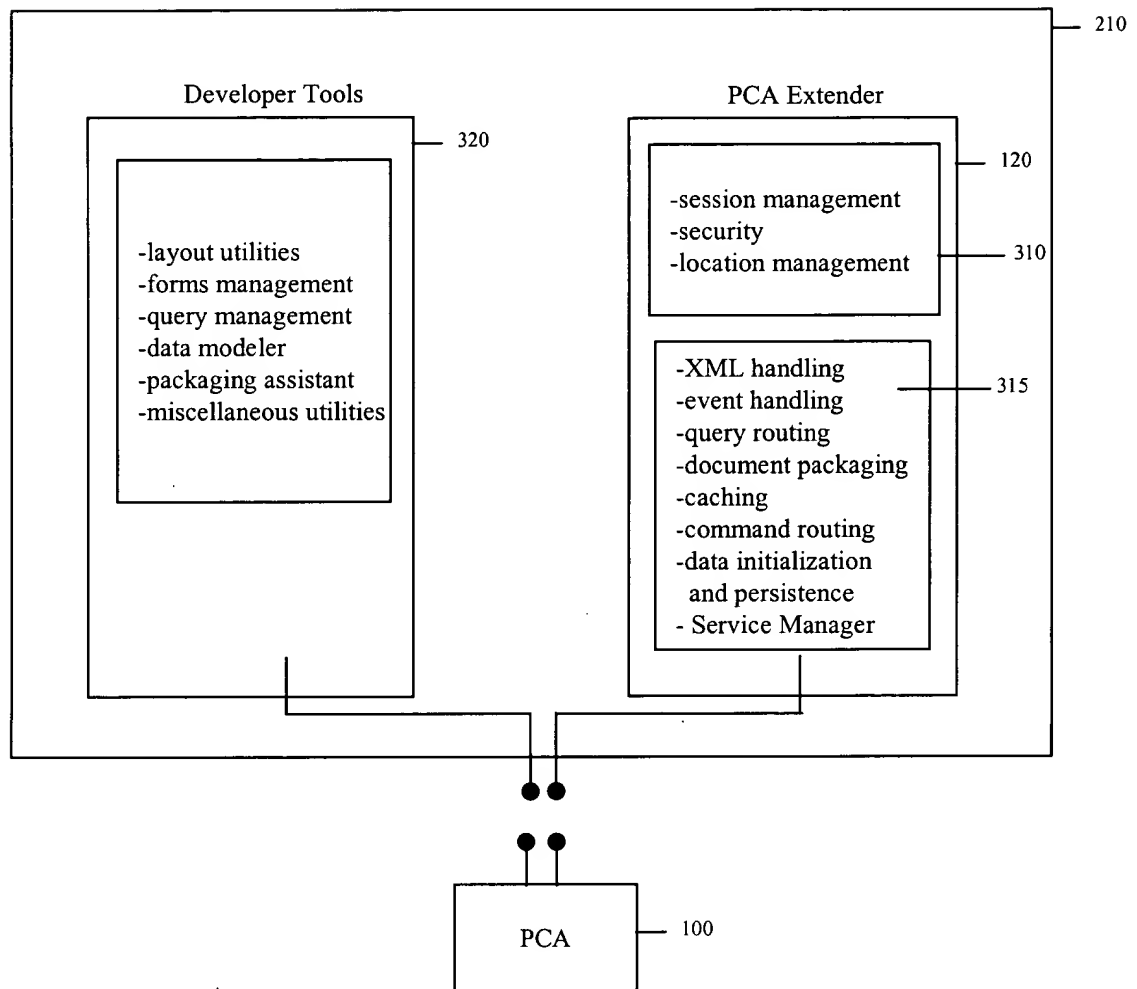 210
Developer Tools
320
-layout utilities
-forms management
-query management
-data modeler
-packaging assistant
-miscellaneous utilities
PCA Extender
120
-session management
-security
-location management
310
-XML handling
-event handling
-query routing
-document packaging
-caching
-command routing
-data initialization
and persistence
- Service Manager
315
PCA
100